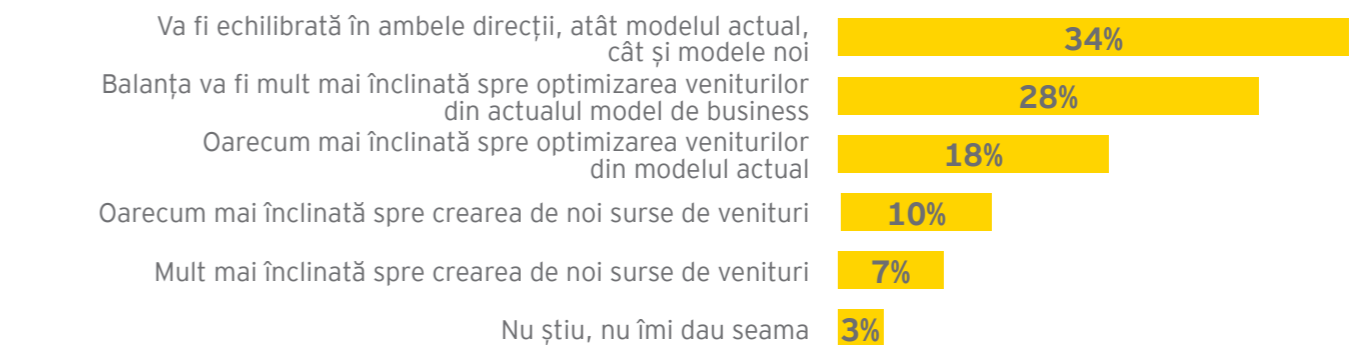 Va fi echilibrată în ambele direcții, atât modelul actual,
cât și modele noi
34%
Balanța va fi mult mai înclinată spre optimizarea veniturilor
din actualul model de business
28%
Oarecum mai înclinată spre optimizarea veniturilor
din modelul actual
18%
Oarecum mai înclinată spre crearea de noi surse de venituri
10%
Mult mai înclinată spre crearea de noi surse de venituri
7%
Nu știu, nu îmi dau seama
3%